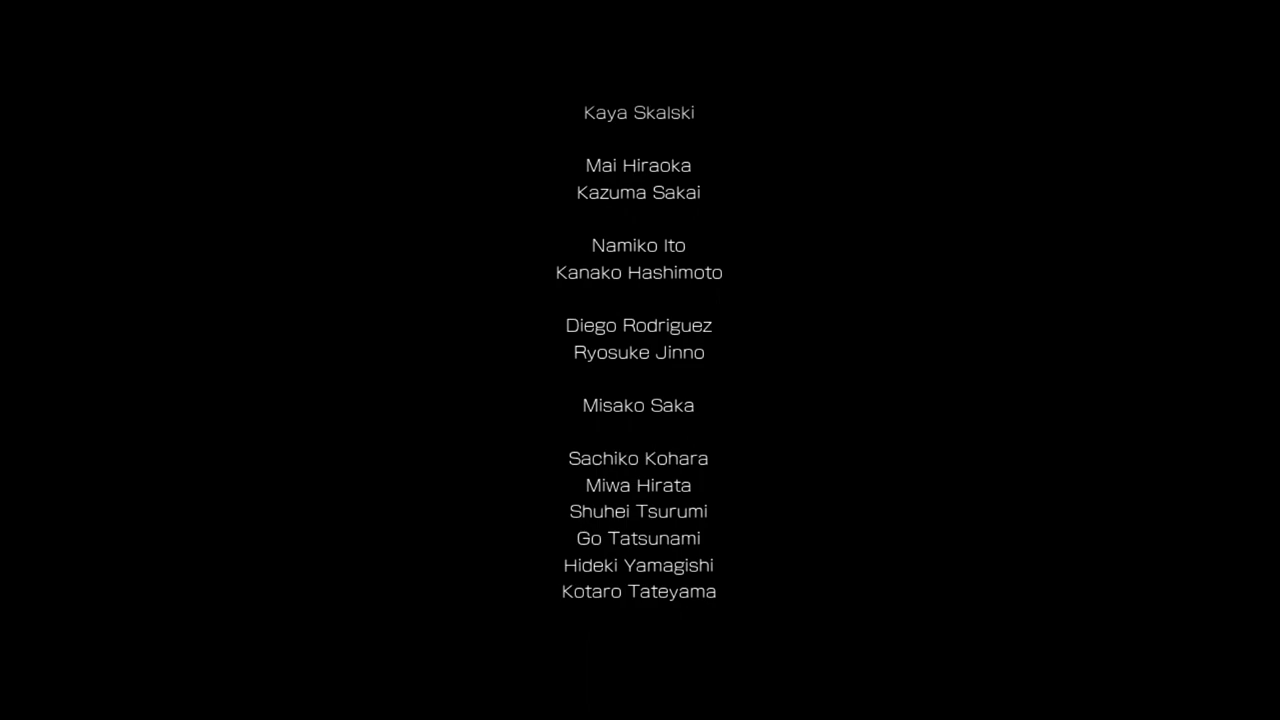 Kaya Skalski
Mai Hiraoka
Kazuma Sakai
Namiko Ito
Kanako Hashimoto
Diego Rodriguez
Ryosuke Jinno
Misako Saka
Sachiko Kohara
Miwa Hirata
Shuhei Tsurumi
Go Tatsunami
Hideki Yamagishi
Kotaro Tateyama